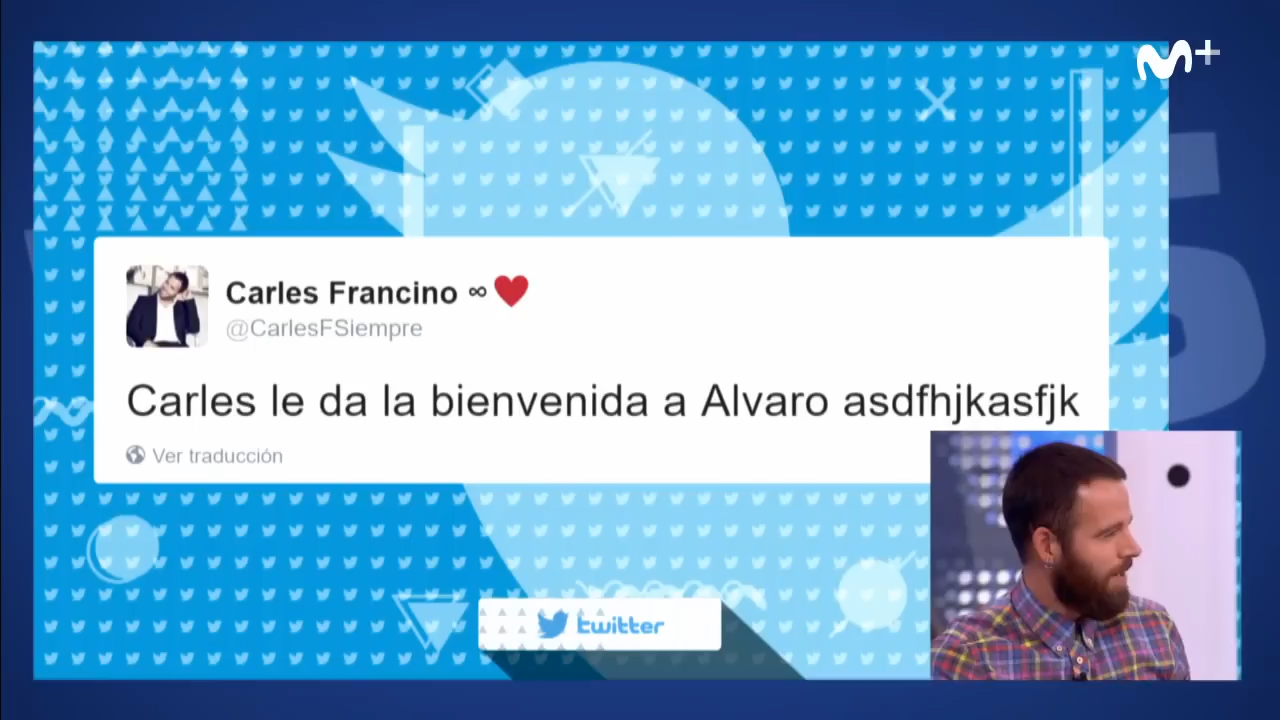 M+
Carles Francino ∞❤️
@CarlesFSiempre
Carles le da la bienvenida a Alvaro asdfhjkasfjk
Ver traducción
twitter